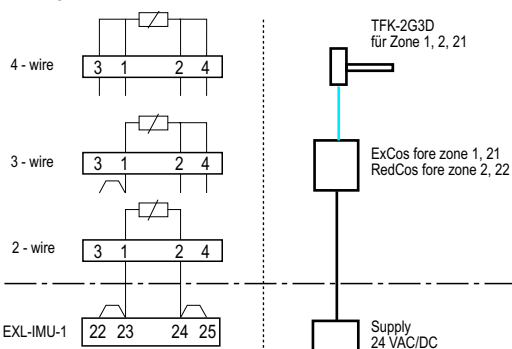 4 - wire
3 1 2 4
3 - wire
3 1 2 4
2 - wire
3 1 2 4
EXL-IMU-1
22 23 24 25
TFK-2G3D
für Zone 1, 2, 21
ExCos fore zone 1, 21
RedCos fore zone 2, 22
Supply
24 VAC/DC